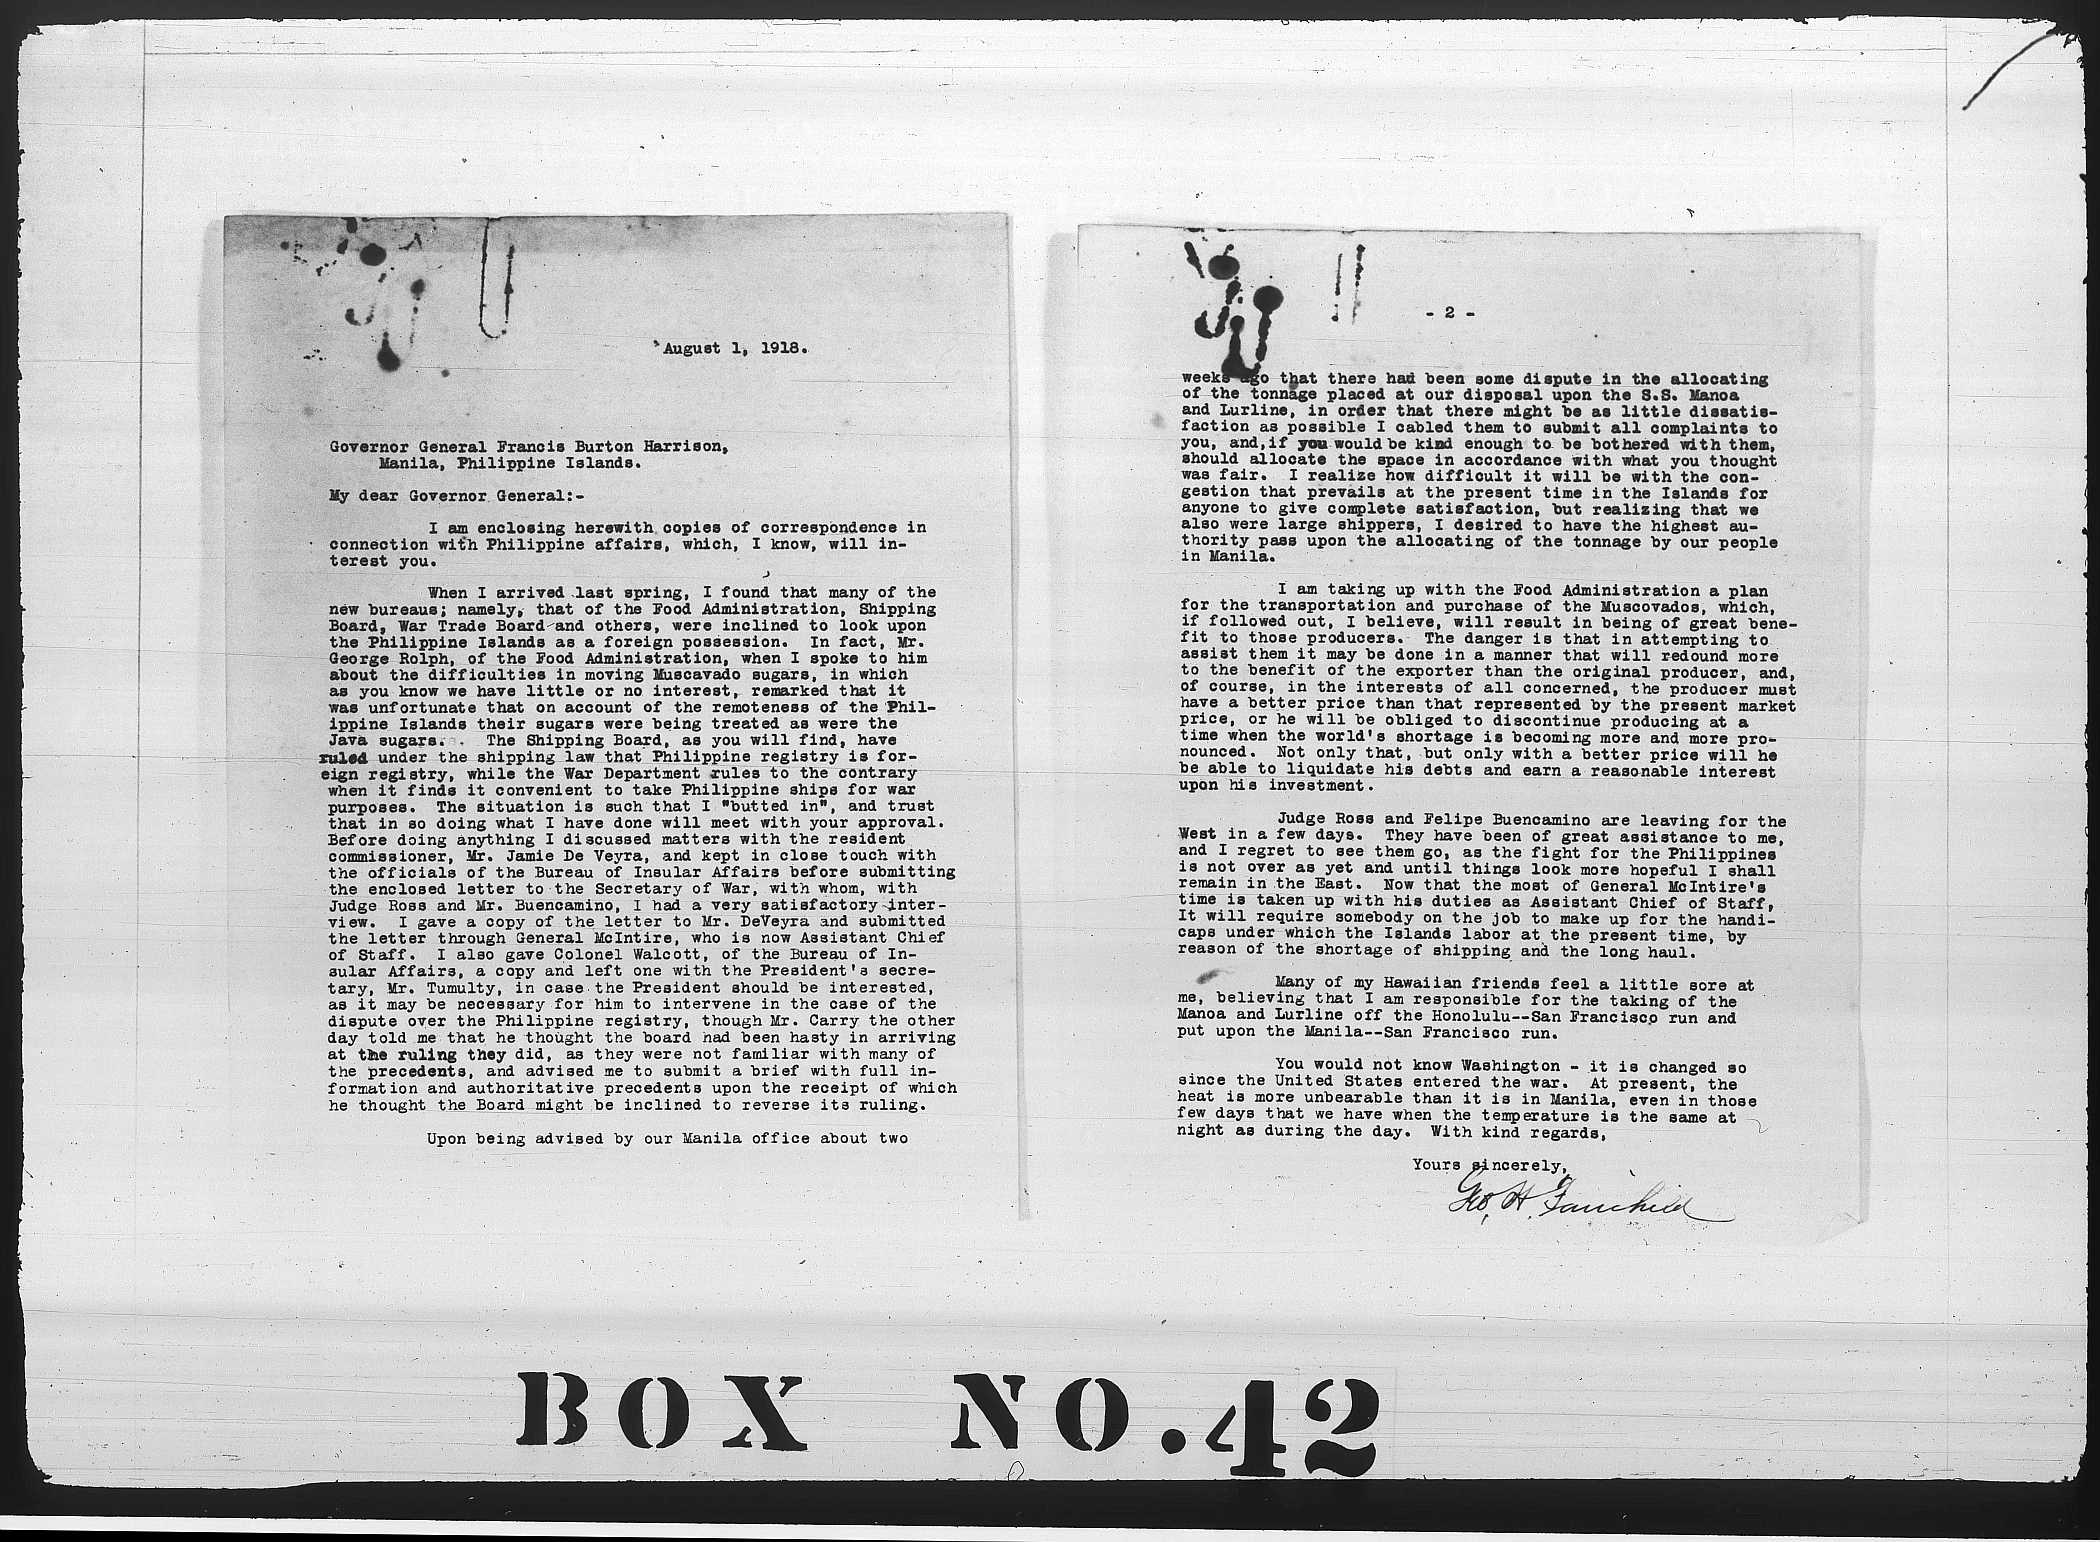 August 1, 1918.
Governor General Francis Burton Harrison,
Manila, Philippine Islands.
My dear Governor General:-
I am enclosing herewith copies of correspondence in
connection with Philippine affairs, which, I know, will in-
terest you.
When I arrived last spring, I found that many of the
new bureaus; namely, that of the Food Administration, Shipping
Board, War Trade Board and others, were inclined to look upon
the Philippine Islands as a foreign possession. In fact, Mr.
George Rolph, of the Food Administration, when I spoke to him
about the difficulties in moving Muscavado sugars, in which
as you know we have little or no interest, remarked that it
was unfortunate that on account of the remoteness of the Phil-
ippine Islands their sugars were being treated as were the
Java sugars. The Shipping Board, as you will find, have
ruled under the shipping law that Philippine registry is for-
eign registry, while the War Department rules to the contrary
when it finds it convenient to take Philippine ships for war
purposes. The situation is such that I "butted in", and trust
that in so doing what I have done will meet with your approval.
Before doing anything I discussed matters with the resident
commissioner, Mr. Jamie De Veyra, and kept in close touch with
the officials of the Bureau of Insular Affairs before submitting
the enclosed letter to the Secretary of War, with whom, with
Judge Ross and Mr. Buencamino, I had a very satisfactory inter-
view. I gave a copy of the letter to Mr. DeVeyra and submitted
the letter through General McIntire, who is now Assistant Chief
of Staff. I also gave Colonel Walcott, of the Bureau of In-
sular Affairs, a copy and left one with the President's secre-
tary, Mr. Tumulty, in case the President should be interested,
as it may be necessary for him to intervene in the case of the
dispute over the Philippine registry, though Mr. Carry the other
day told me that he thought the board had been hasty in arriving
at the ruling they did, as they were not familiar with many of
the precedents, and advised me to submit a brief with full in-
formation and authoritative precedents upon the receipt of which
he thought the Board might be inclined to reverse its ruling.
Upon being advised by our Manila office about two
- 2 -
weeks ago that there had been some dispute in the allocating
of the tonnage placed at our disposal upon the S.S. Manoa
and Lurline, in order that there might be as little dissatis-
faction as possible I cabled them to submit all complaints to
you, and, if you would be kind enough to be bothered with them,
should allocate the space in accordance with what you thought
was fair. I realize how difficult it will be with the con-
gestion that prevails at the present time in the Islands for
anyone to give complete satisfaction, but realizing that we
also were large shippers, I desired to have the highest au-
thority pass upon the allocating of the tonnage by our people
in Manila.
I am taking up with the Food Administration a plan
for the transportation and purchase of the Muscovados, which,
if followed out, I believe, will result in being of great bene-
fit to those producers. The danger is that in attempting to
assist them it may be done in a manner that will redound more
to the benefit of the exporter than the original producer, and,
of course, in the interests of all concerned, the producer must
have a better price than that represented by the present market
price, or he will be obliged to discontinue producing at a
time when the world's shortage is becoming more and more pro-
nounced. Not only that, but only with a better price will he
be able to liquidate his debts and earn a reasonable interest
upon his investment.
Judge Ross and Felipe Buencamino are leaving for the
West in a few days. They have been of great assistance to me,
and I regret to see them go, as the fight for the Philippines
is not over as yet and until things look more hopeful I shall
remain in the East. Now that the most of General McIntire's
time is taken up with his duties as Assistant Chief of Staff,
It will require somebody on the job to make up for the handi-
caps under which the Islands labor at the present time, by
reason of the shortage of shipping and the long haul.
Many of my Hawaiian friends feel a little sore at
me, believing that I am responsible for the taking of the
Manoa and Lurline off the Honolulu--San Francisco run and
put upon the Manila--San Francisco run.
You would not know Washington - it is changed so
since the United States entered the war. At present, the
heat is more unbearable than it is in Manila, even in those
few days that we have when the temperature is the same at
night as during the day. With kind regards,
Yours sincerely,
Geo. H. Fairchild
BOX NO. 42